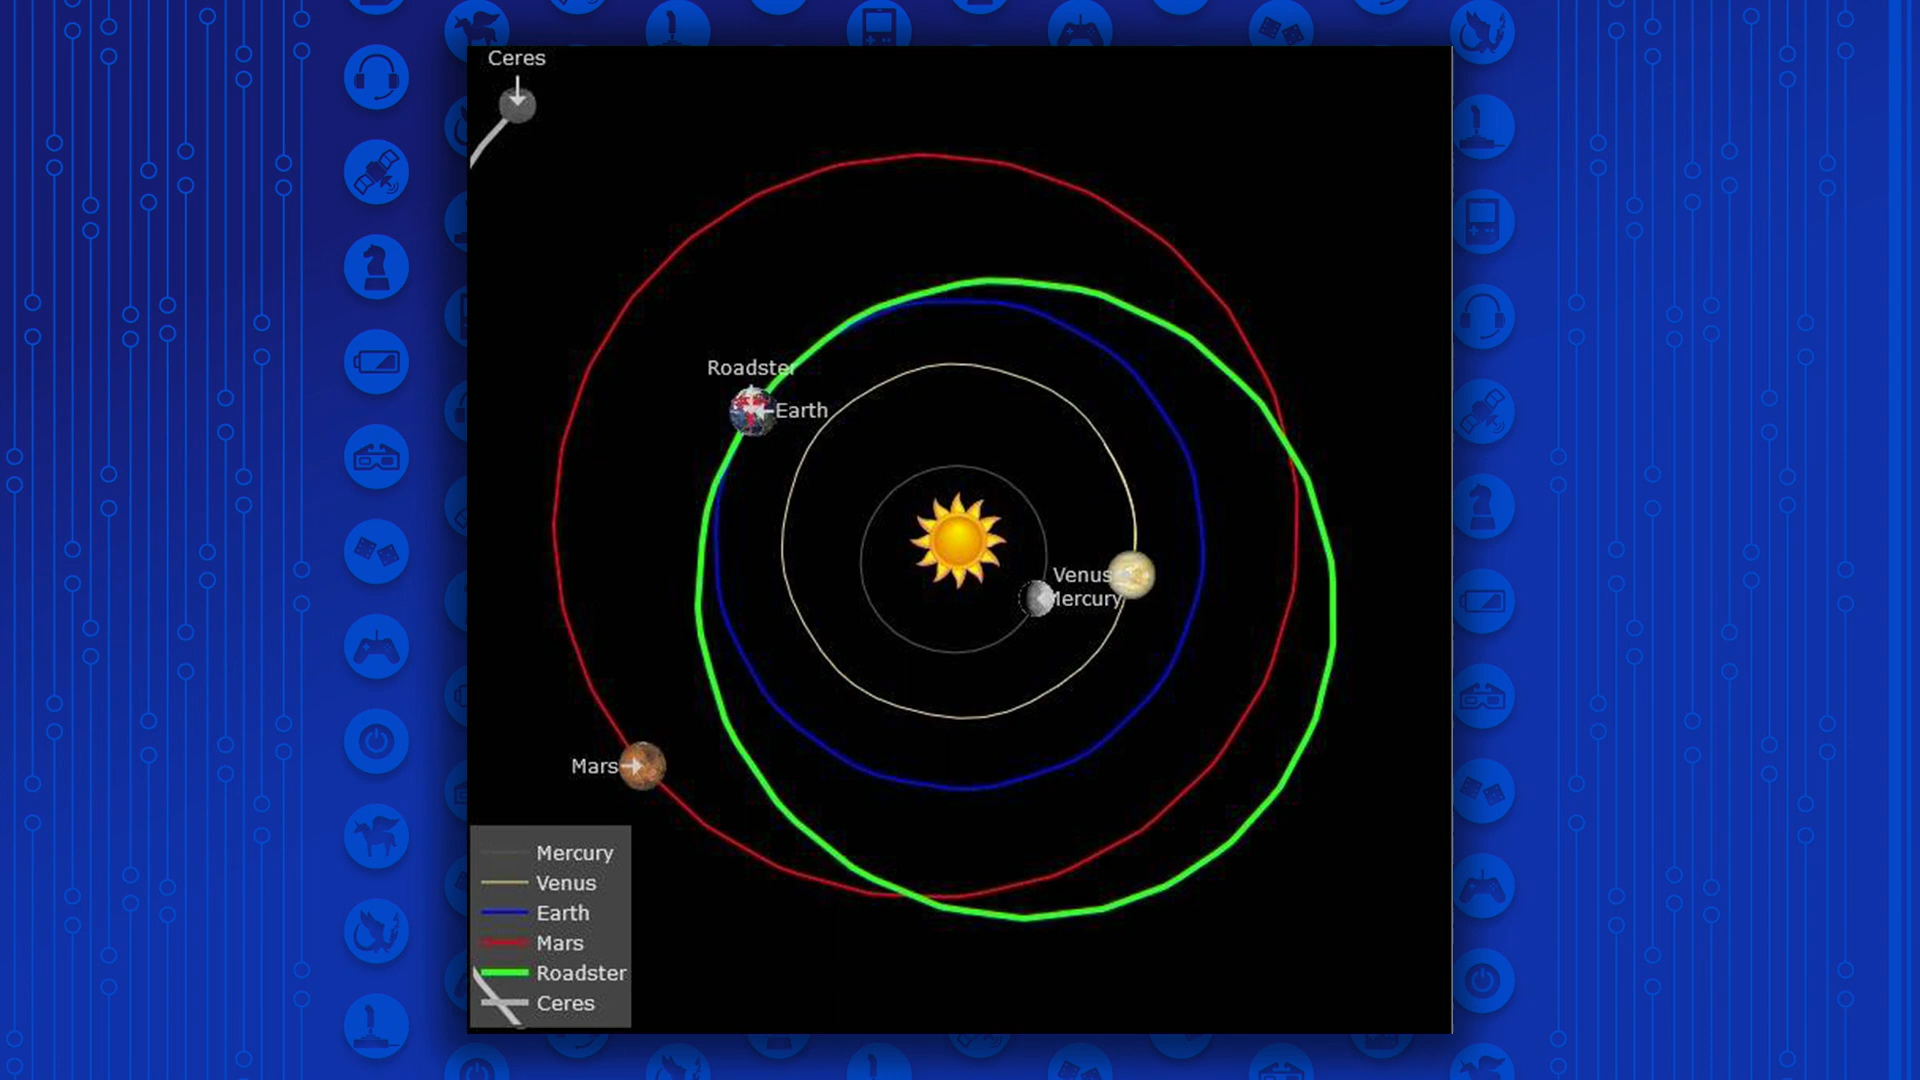 Ceres
Roadster
Earth
Venus
Mercury
Mars
Mercury
Venus
Earth
Mars
Roadster
Ceres